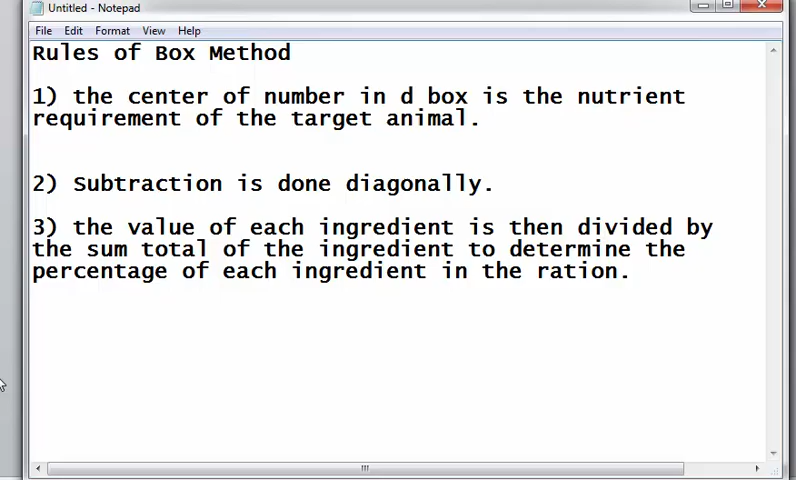 Untitled - Notepad
File Edit Format View Help
Rules of Box Method
1) the center of number in d box is the nutrient
requirement of the target animal.
2) Subtraction is done diagonally.
3) the value of each ingredient is then divided by
the sum total of the ingredient to determine the
percentage of each ingredient in the ration.